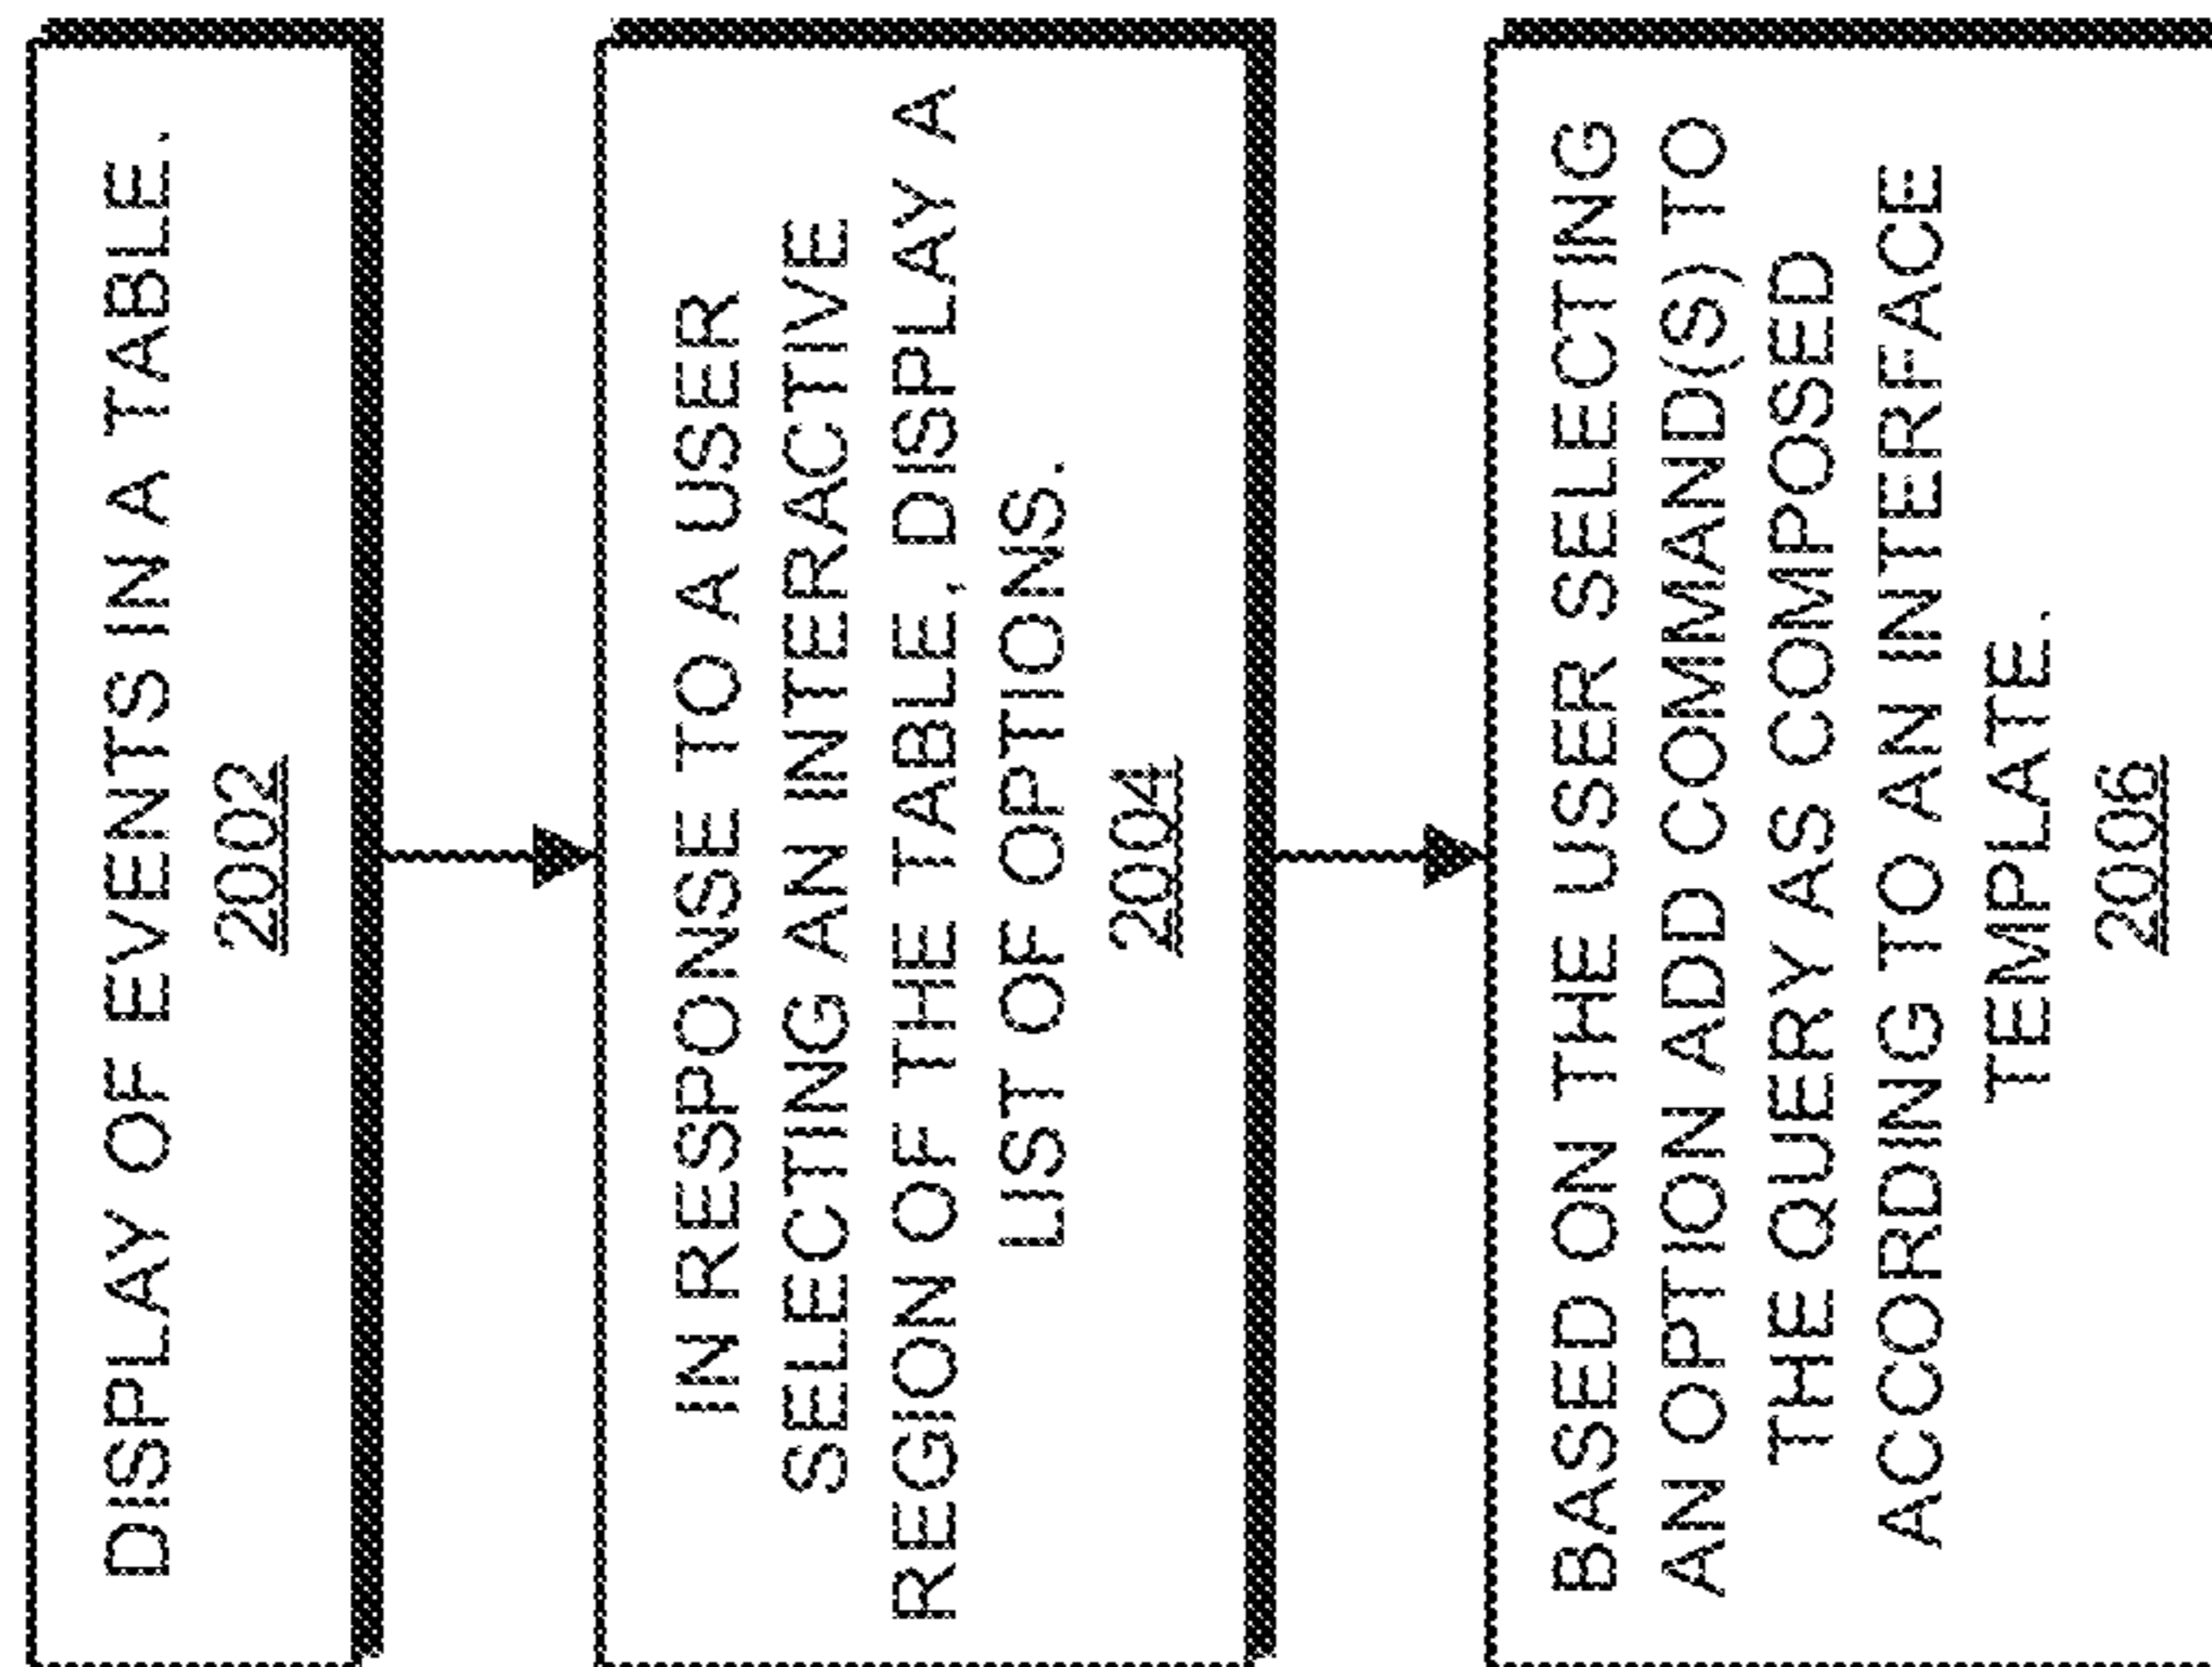 DISPLAY OF EVENTS IN A TABLE.
2002
IN RESPONSE TO A USER
SELECTING AN INTERACTIVE
REGION OF THE TABLE, DISPLAY A
LIST OF OPTIONS.
2004
BASED ON THE USER SELECTING
AN OPTION ADD COMMAND(S) TO
THE QUERY AS COMPOSED
ACCORDING TO AN INTERFACE
TEMPLATE.
2006